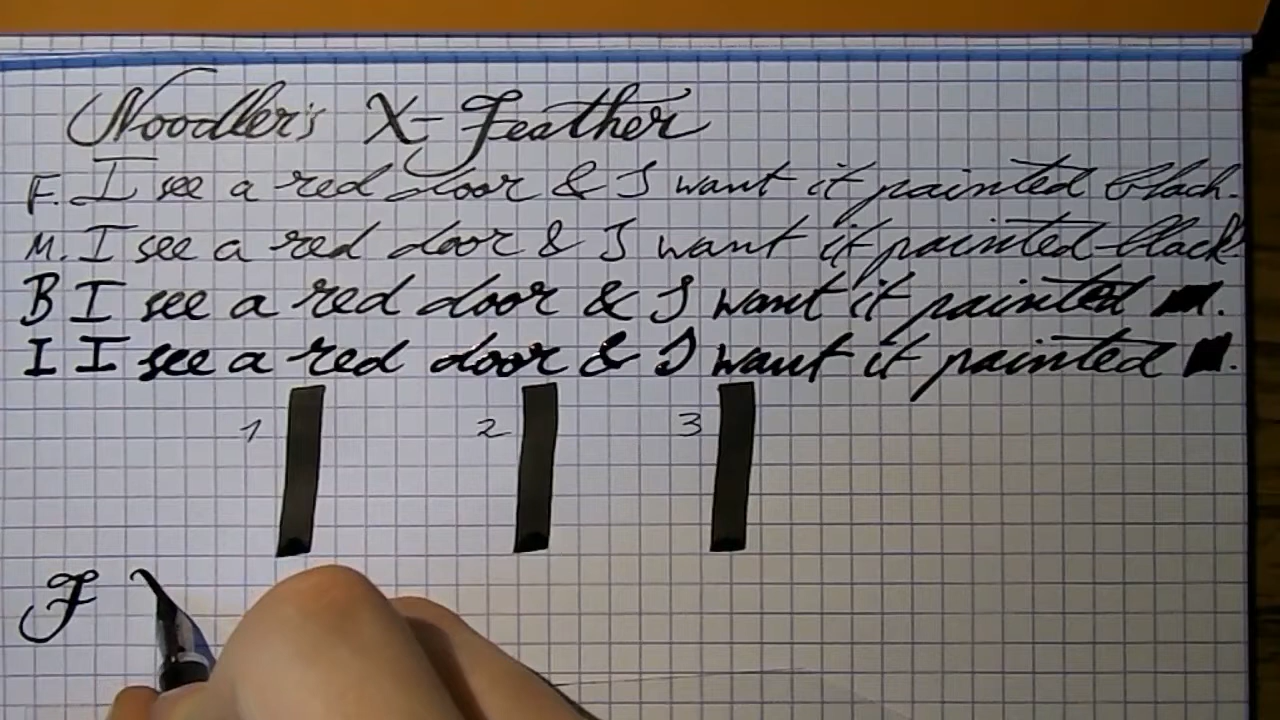 Noodler's X-Feather
F. I see a red door & I want it painted black.
M. I see a red door & I want it painted black
B I see a red door & I want it painted .
I I see a red door & I want it painted .
1 2 3
F